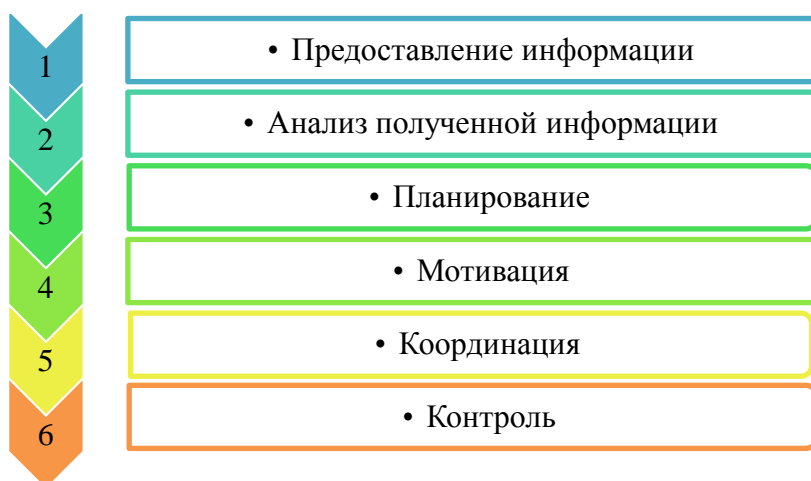 1
• Предоставление информации
2
• Анализ полученной информации
3
• Планирование
4
• Мотивация
5
• Координация
6
• Контроль